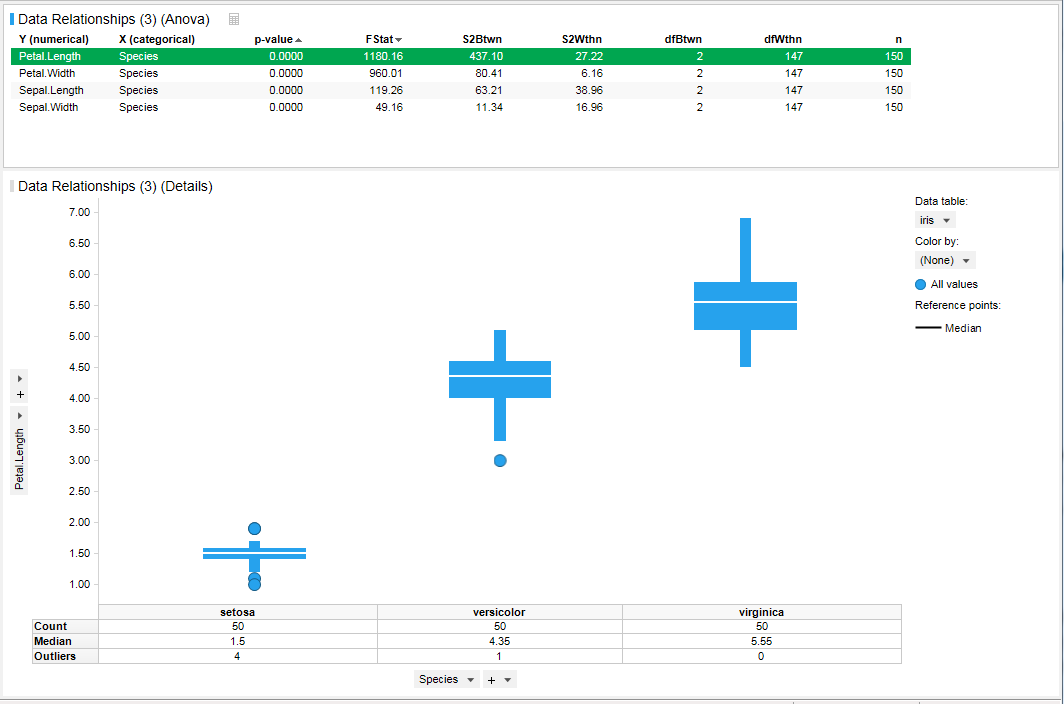 Data Relationships (3) (Anova)
Y (numerical) X (categorical) p-value FStat S2Btwn S2Wthn dfBtwn dfWthn n
Petal.Length Species 0.0000 1180.16 437.10 27.22 2 147 150
Petal.Width Species 0.0000 960.01 80.41 6.16 2 147 150
Sepal.Length Species 0.0000 119.26 63.21 38.96 2 147 150
Sepal.Width Species 0.0000 49.16 11.34 16.96 2 147 150
Data Relationships (3) (Details)
Data table:
iris
Color by:
(None)
All values
Reference points:
Median
7.00
6.50
6.00
5.50
5.00
4.50
4.00
3.50
3.00
2.50
2.00
1.50
1.00
+
Petal.Length
setosa versicolor virginica
Count 50 50 50
Median 1.5 4.35 5.55
Outliers 4 1 0
Species +